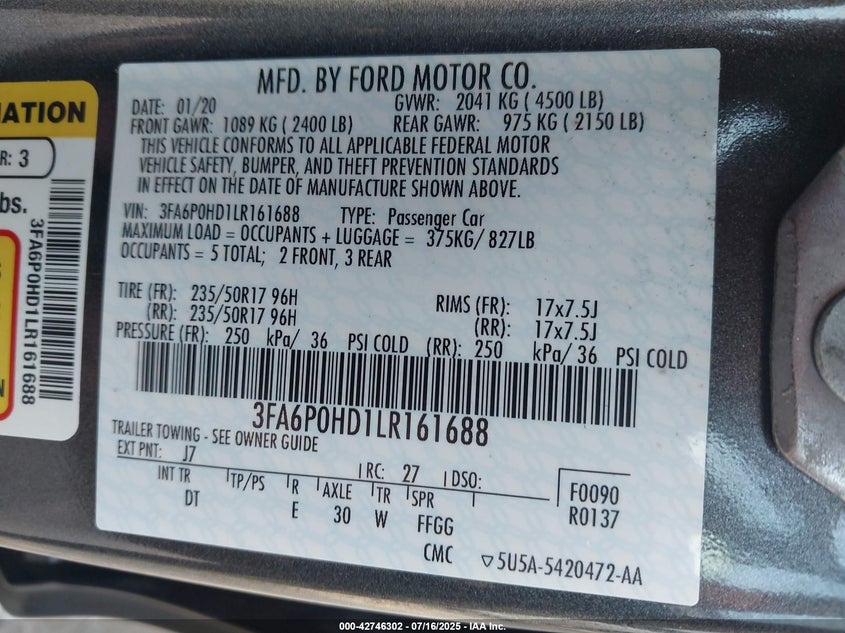 MFD. BY FORD MOTOR CO.
DATE: 01/20 GVWR: 2041 KG ( 4500 LB)
FRONT GAWR: 1089 KG ( 2400 LB) REAR GAWR: 975 KG ( 2150 LB)
THIS VEHICLE CONFORMS TO ALL APPLICABLE FEDERAL MOTOR
VEHICLE SAFETY, BUMPER, AND THEFT PREVENTION STANDARDS
IN EFFECT ON THE DATE OF MANUFACTURE SHOWN ABOVE.
VIN: 3FA6P0HD1LR161688 TYPE: Passenger Car
MAXIMUM LOAD = OCCUPANTS + LUGGAGE = 375KG/ 827LB
OCCUPANTS = 5 TOTAL; 2 FRONT, 3 REAR
TIRE (FR): 235/50R17 96H RIMS (FR): 17x7.5J
(RR): 235/50R17 96H (RR): 17x7.5J
PRESSURE (FR): 250 kPa/ 36 PSI COLD (RR): 250 kPa/ 36 PSI COLD
3FA6P0HD1LR161688
TRAILER TOWING - SEE OWNER GUIDE
EXT PNT: J7 RC: 27 DSO:
INT TR TP/PS R AXLE TR SPR F0090
DT E 30 W FFGG R0137
CMC ▽5U5A-5420472-AA
MATION
R: 3
bs.
3FA6P0HD1LR161688
N
000-42746302 - 07/16/2025 - IAA Inc.